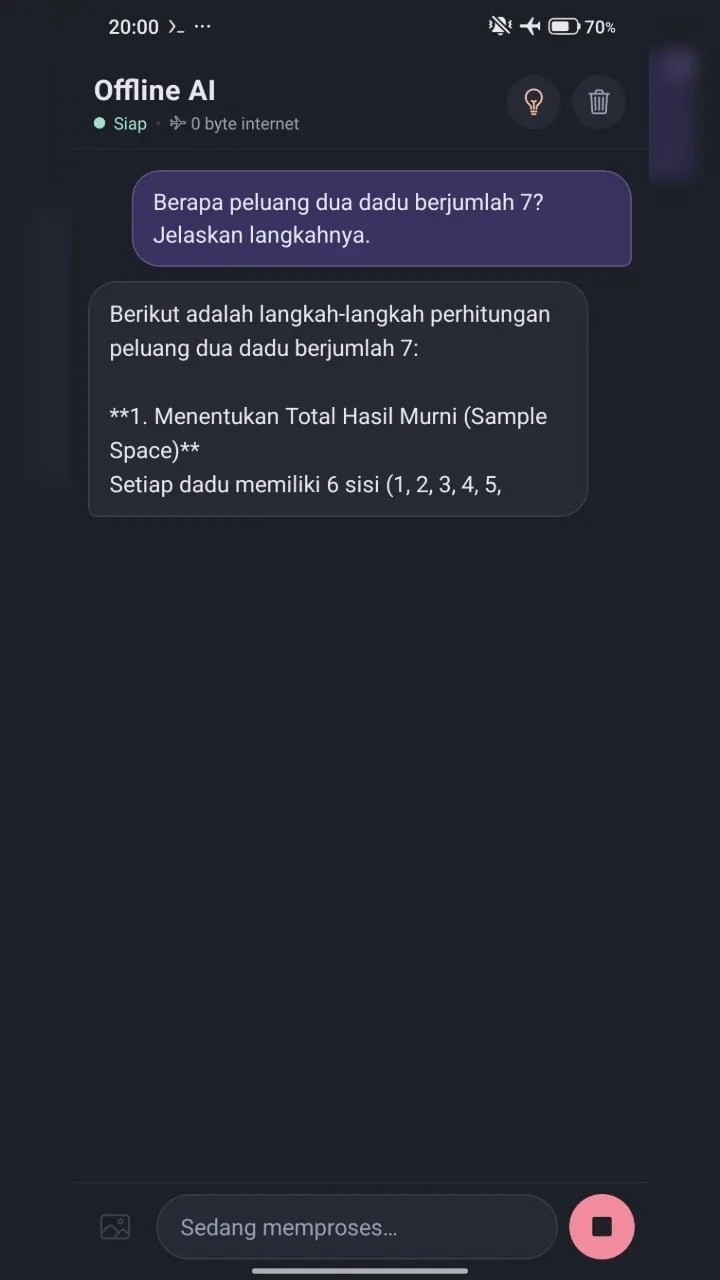 20:00 >_ ···
70%
Offline AI
Siap · 0 byte internet
Berapa peluang dua dadu berjumlah 7?
Jelaskan langkahnya.
Berikut adalah langkah-langkah perhitungan
peluang dua dadu berjumlah 7:
**1. Menentukan Total Hasil Murni (Sample
Space)**
Setiap dadu memiliki 6 sisi (1, 2, 3, 4, 5,
Sedang memproses...